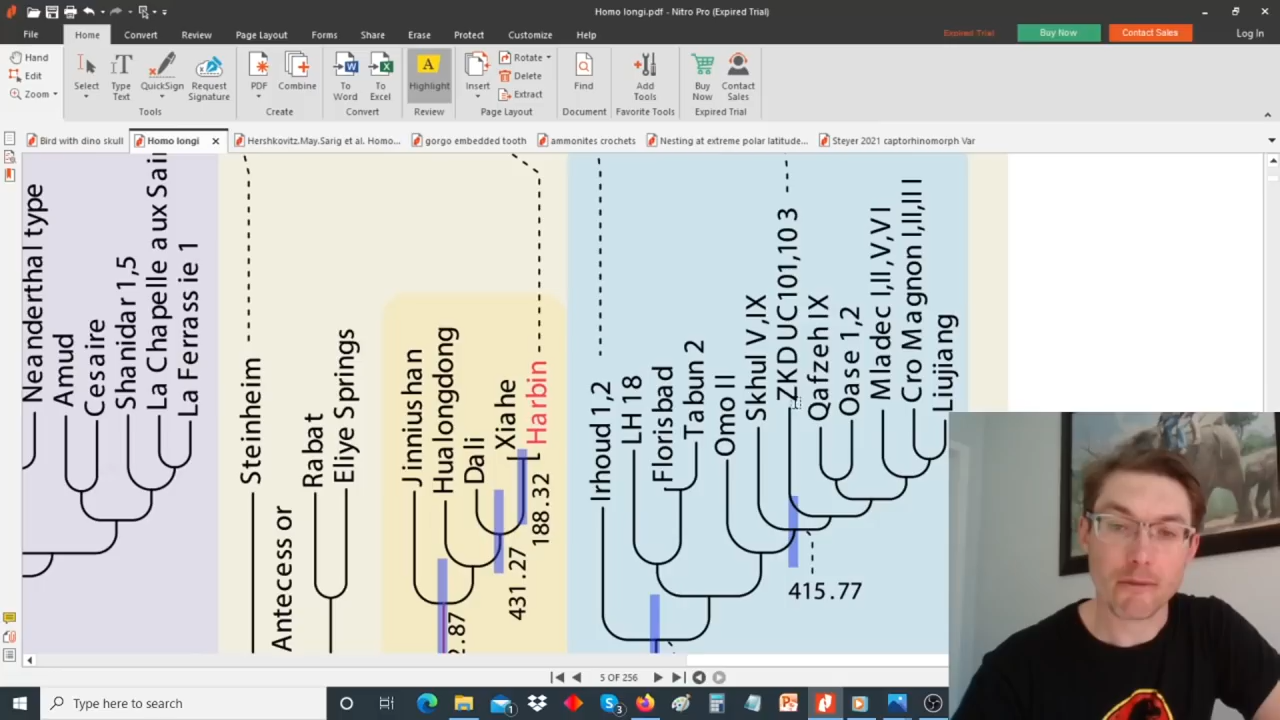 Homo longi.pdf - Nitro Pro (Expired Trial)
File Home Convert Review Page Layout Forms Share Erase Protect Customize Help
Expired Trial Buy Now Contact Sales Log In
Hand
Edit
Zoom
Select
Type Text
QuickSign
Request Signature
Tools
PDF
Combine
Create
To Word
To Excel
Convert
Highlight
Review
Insert
Rotate
Delete
Extract
Page Layout
Find
Document
Add Tools
Favorite Tools
Buy Now
Contact Sales
Expired Trial
Bird with dino skull
Homo longi
Hershkovitz.May.Sarig et al. Homo...
gorgo embedded tooth
ammonites crochets
Nesting at extreme polar latitude...
Steyer 2021 captorhinomorph Var
Neanderthal type
Amud
Cesaire
Shanidar 1,5
La Chapelle aux Sai
La Ferrassie 1
Steinheim
Antecessor
Rabat
Eliye Springs
Jinniushan
Hualongdong
Dali
Xiahe
Harbin
188.32
431.27
2.87
Irhoud 1,2
LH 18
Florisbad
Tabun 2
Omo II
Skhul V,IX
ZKD UC101,103
Qafzeh IX
Oase 1,2
Mladec I,II,V,VI
Cro Magnon I,II,III
Liujiang
415.77
5 OF 256
Type here to search
1
3